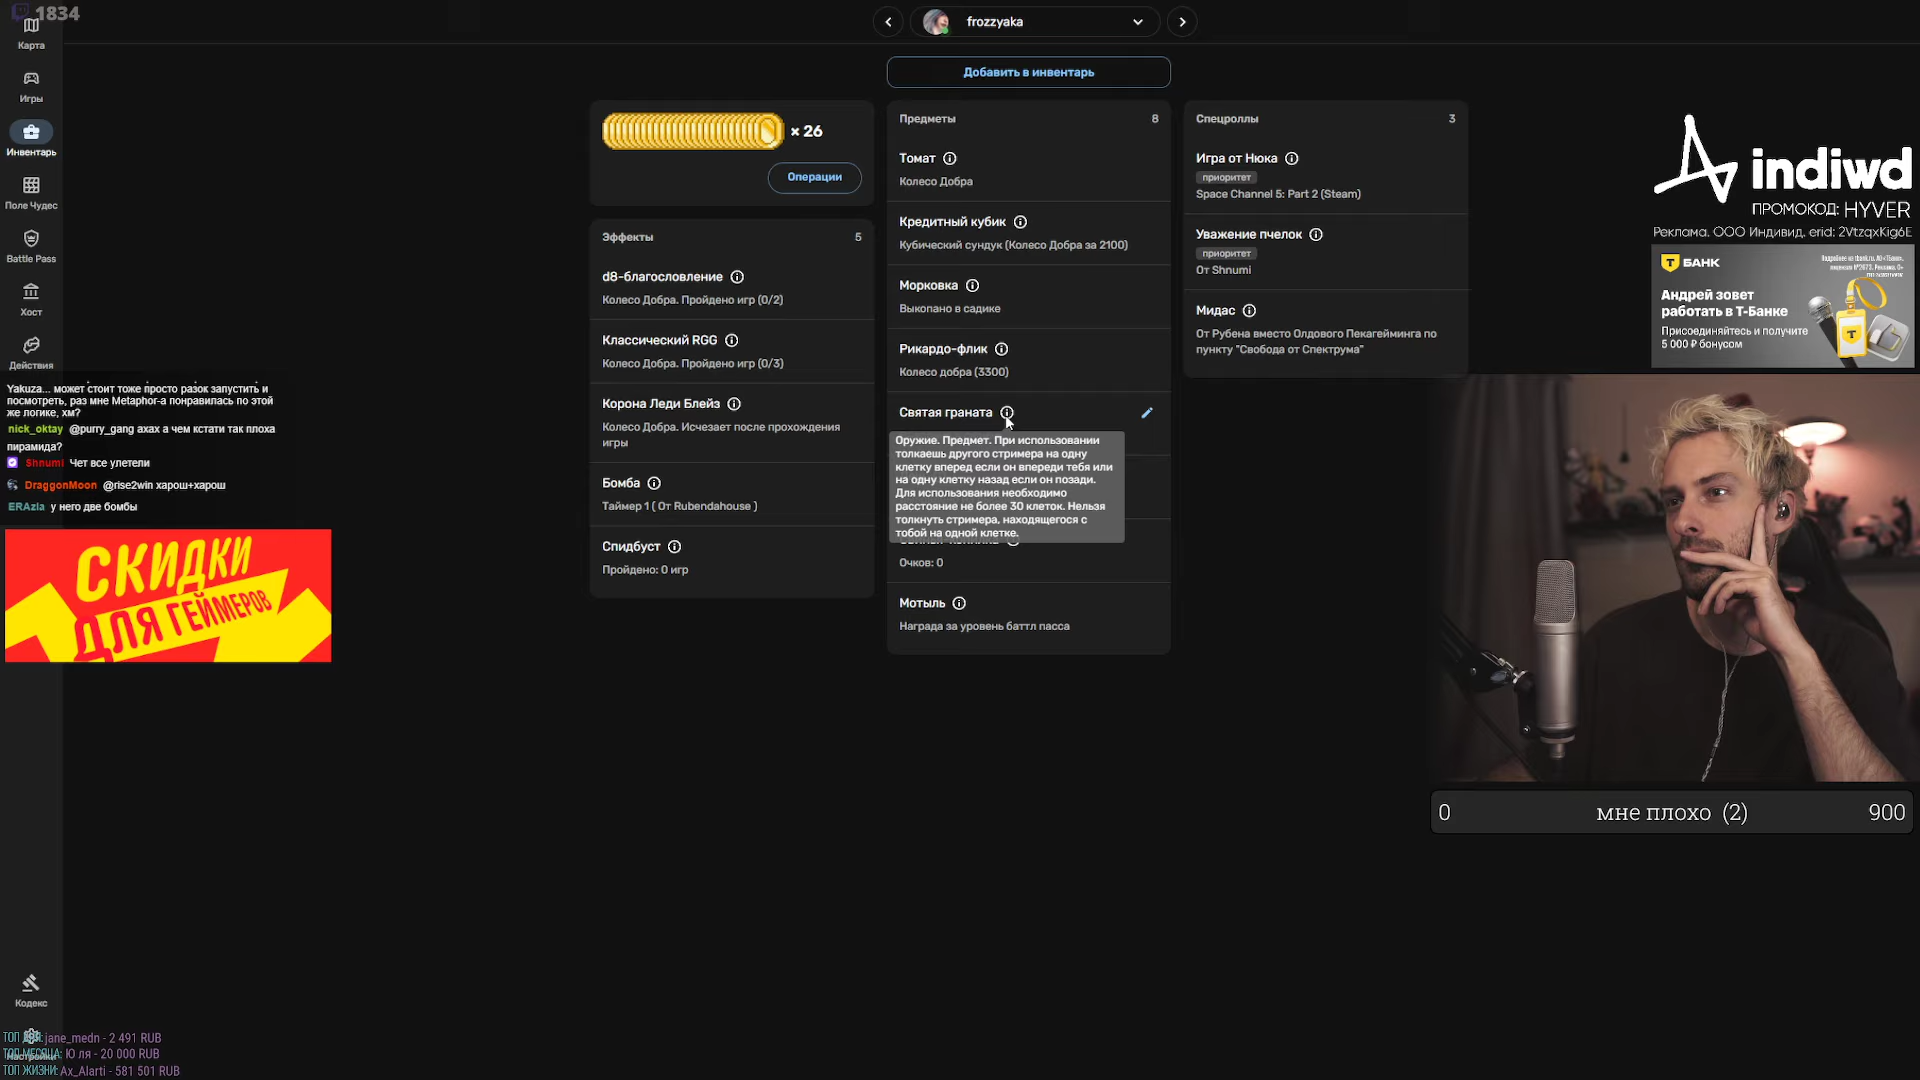 1834
Карта
Игры
Инвентарь
Поле Чудес
Battle Pass
Хост
Действия
frozzyaka
Добавить в инвентарь
× 26
Операции
Эффекты 5
d8-благословление
Колесо Добра. Пройдено игр (0/2)
Классический RGG
Колесо Добра. Пройдено игр (0/3)
Корона Леди Блейз
Колесо Добра. Исчезает после прохождения
игры
Бомба
Таймер 1 ( От Rubendahouse )
Спидбуст
Пройдено: 0 игр
Предметы 8
Томат
Колесо Добра
Кредитный кубик
Кубический сундук (Колесо Добра за 2100)
Морковка
Выкопано в садике
Рикардо-флик
Колесо добра (3300)
Святая граната
Оружие. Предмет. При использовании
толкаешь другого стримера на одну
клетку вперед если он впереди тебя или
на одну клетку назад если он позади.
Для использования необходимо
расстояние не более 30 клеток. Нельзя
толкнуть стримера, находящегося с
тобой на одной клетке.
Очков: 0
Мотыль
Награда за уровень баттл пасса
Спецроллы 3
Игра от Нюка
приоритет
Space Channel 5: Part 2 (Steam)
Уважение пчелок
приоритет
От Shnumi
Мидас
От Рубена вместо Олдового Пекагейминга по
пункту "Свобода от Спектрума"
indiwd
ПРОМОКОД: HYVER
Реклама. ООО Индивид. erid: 2VtzqxKig6E
Т БАНК
Андрей зовет
работать в Т-Банке
Присоединяйтесь и получите
5 000 ₽ бонусом
Yakuza... может стоит тоже просто разок запустить и
посмотреть, раз мне Metaphor-а понравилась по этой
же логике, хм?
nick_oktay @purry_gang ахах а чем кстати так плоха
пирамида?
Shnumi Чет все улетели
DraggonMoon @rise2win харош+харош
ERAzia у него две бомбы
СКИДКИ
ДЛЯ ГЕЙМЕРОВ
0 мне плохо (2) 900
Кодекс
Настройки
ТОП ДНЯ: jane_medn - 2 491 RUB
ТОП МЕСЯЦА: Ю ля - 20 000 RUB
ТОП ЖИЗНИ: Ax_Alarti - 581 501 RUB